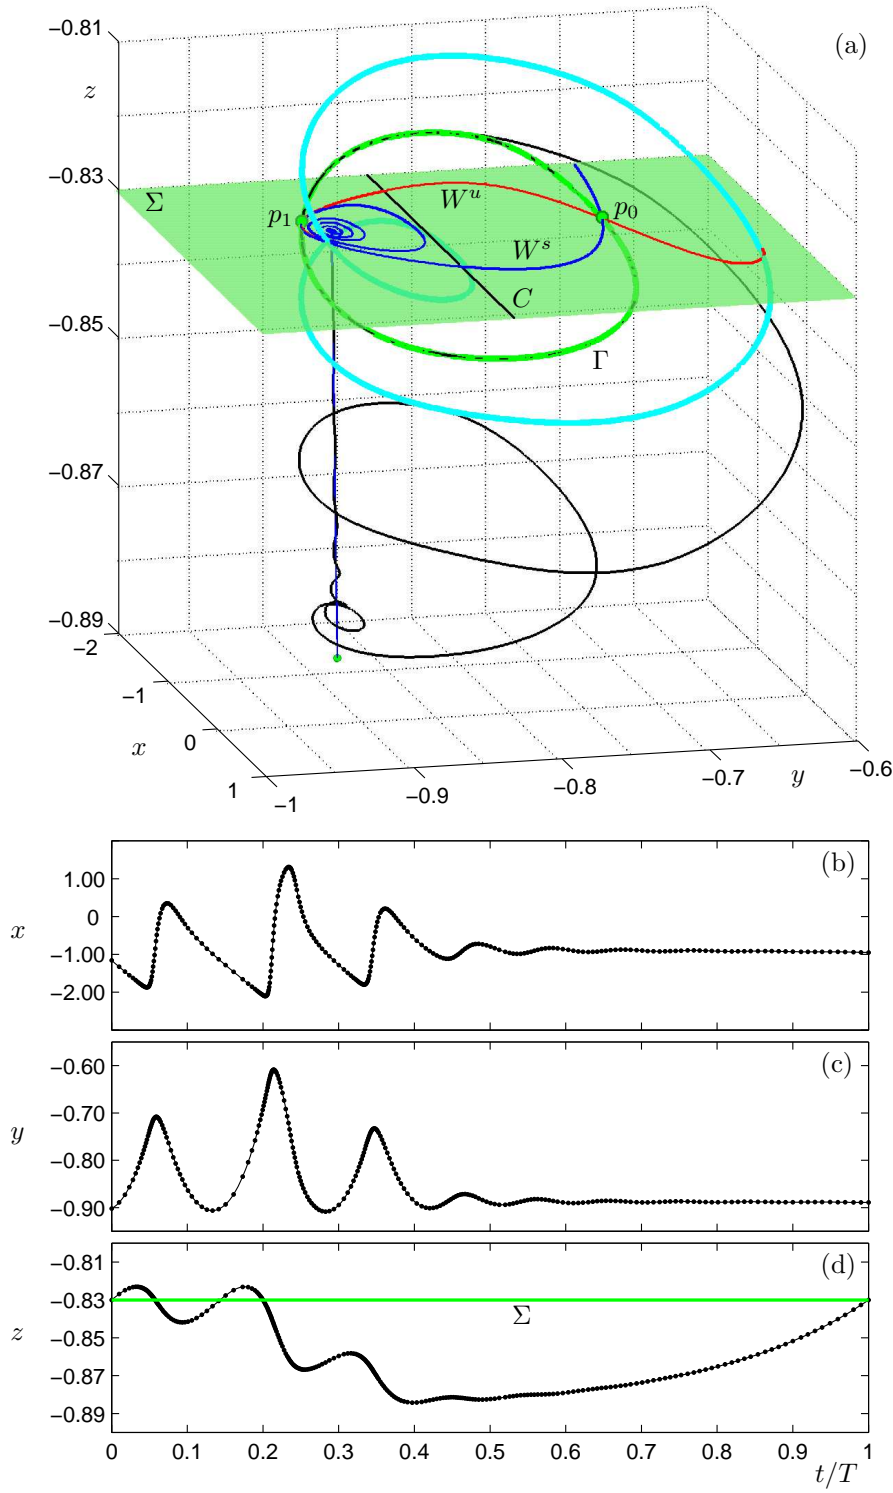 −0.81
(a)
z
−0.83
Σ
W^u
p_1
p_0
W^s
C
−0.85
Γ
−0.87
−0.89
−2
−1
x
0
1
−1
−0.9
−0.8
−0.7
y
−0.6
(b)
1.00
x
0
−1.00
−2.00
(c)
−0.60
−0.70
y
−0.80
−0.90
(d)
−0.81
−0.83
Σ
z
−0.85
−0.87
−0.89
0 0.1 0.2 0.3 0.4 0.5 0.6 0.7 0.8 0.9 1
t/T